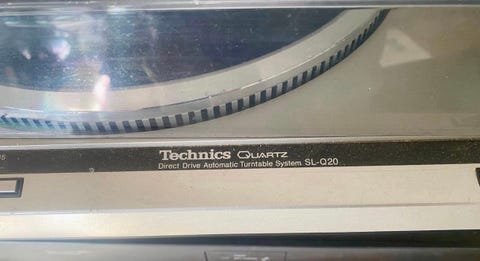 Technics QUARTZ
Direct Drive Automatic Turntable System SL-Q20